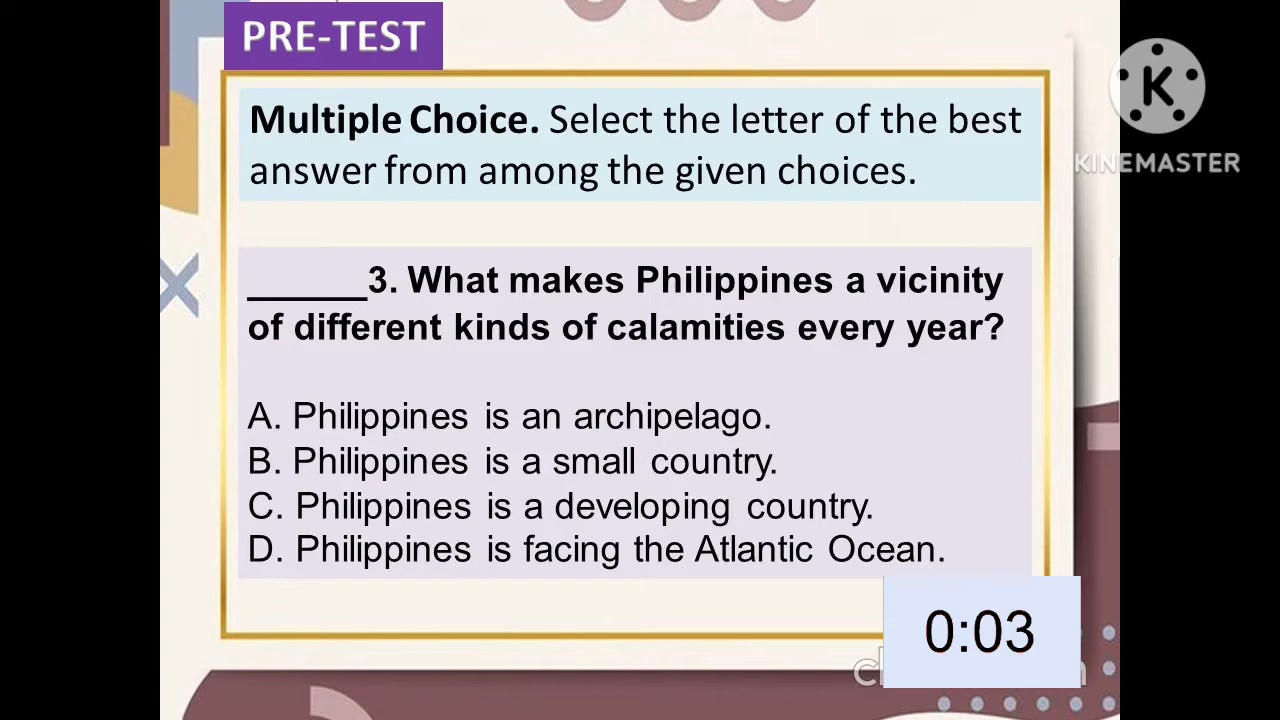 PRE-TEST
Multiple Choice. Select the letter of the best
answer from among the given choices.
K
KINEMASTER
______3. What makes Philippines a vicinity
of different kinds of calamities every year?
A. Philippines is an archipelago.
B. Philippines is a small country.
C. Philippines is a developing country.
D. Philippines is facing the Atlantic Ocean.
0:03